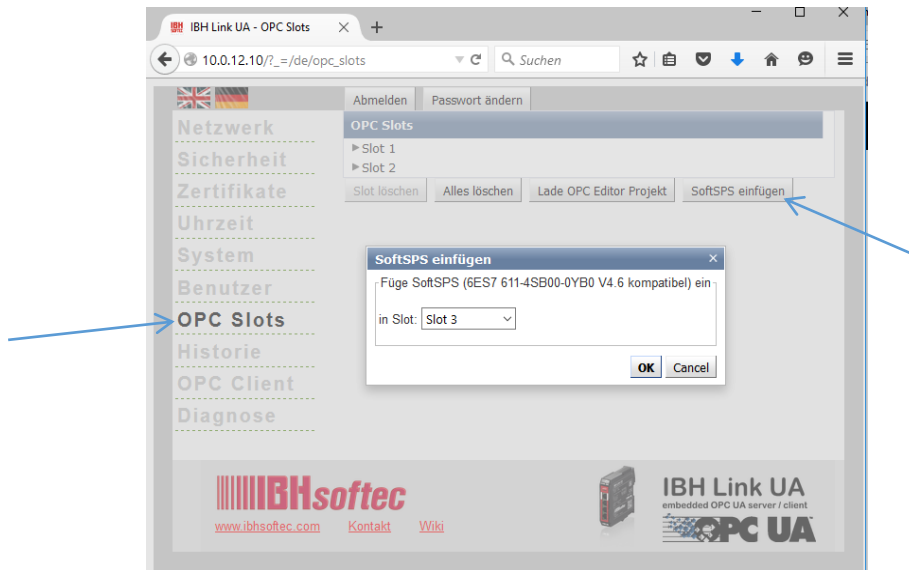 IBH Link UA - OPC Slots
10.0.12.10/?_=/de/opc_slots
Suchen
Abmelden
Passwort ändern
Netzwerk
Sicherheit
Zertifikate
Uhrzeit
System
Benutzer
OPC Slots
Historie
OPC Client
Diagnose
OPC Slots
Slot 1
Slot 2
Slot löschen
Alles löschen
Lade OPC Editor Projekt
SoftSPS einfügen
SoftSPS einfügen
Füge SoftSPS (6ES7 611-4SB00-0YB0 V4.6 kompatibel) ein
in Slot: Slot 3
OK
Cancel
IBHsoftec
www.ibhsoftec.com
Kontakt
Wiki
IBH Link UA
embedded OPC UA server / client
OPC UA